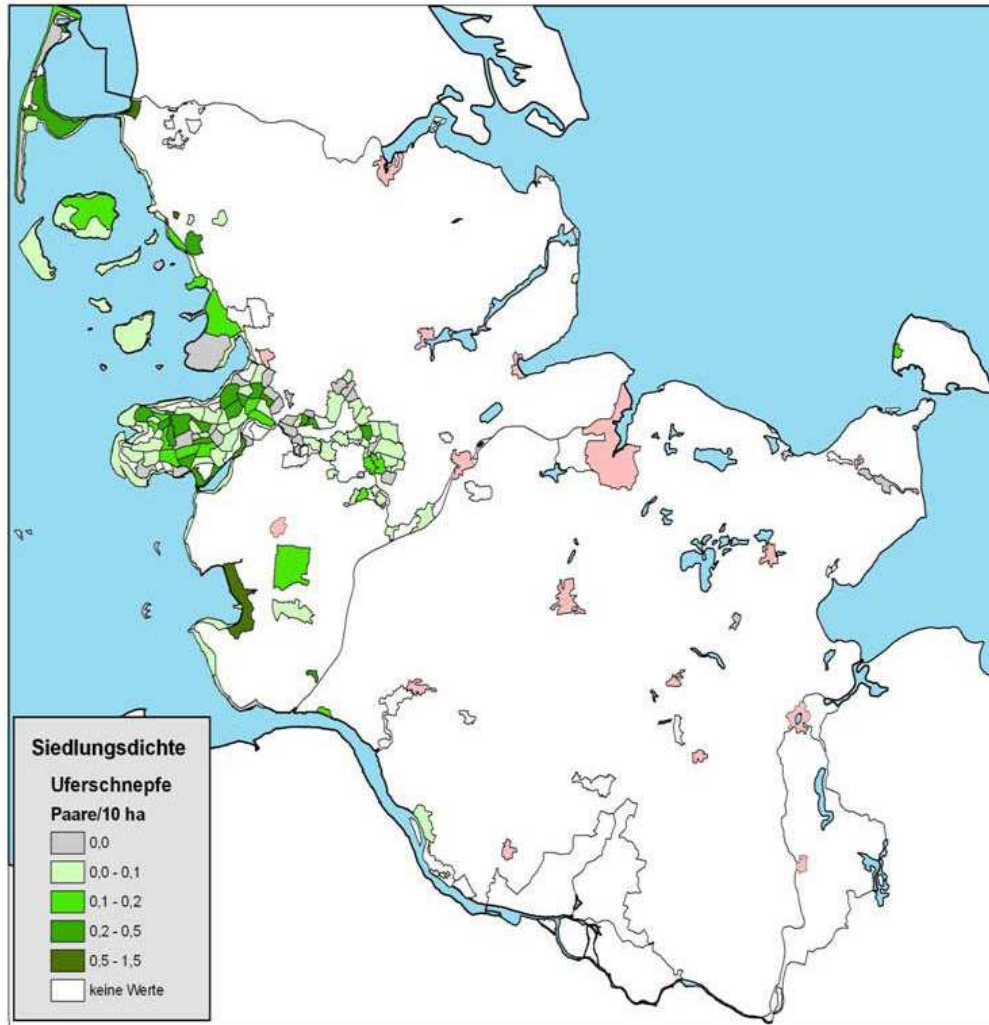 Siedlungsdichte
Uferschnepfe
Paare/10 ha
0,0
0,0 - 0,1
0,1 - 0,2
0,2 - 0,5
0,5 - 1,5
keine Werte